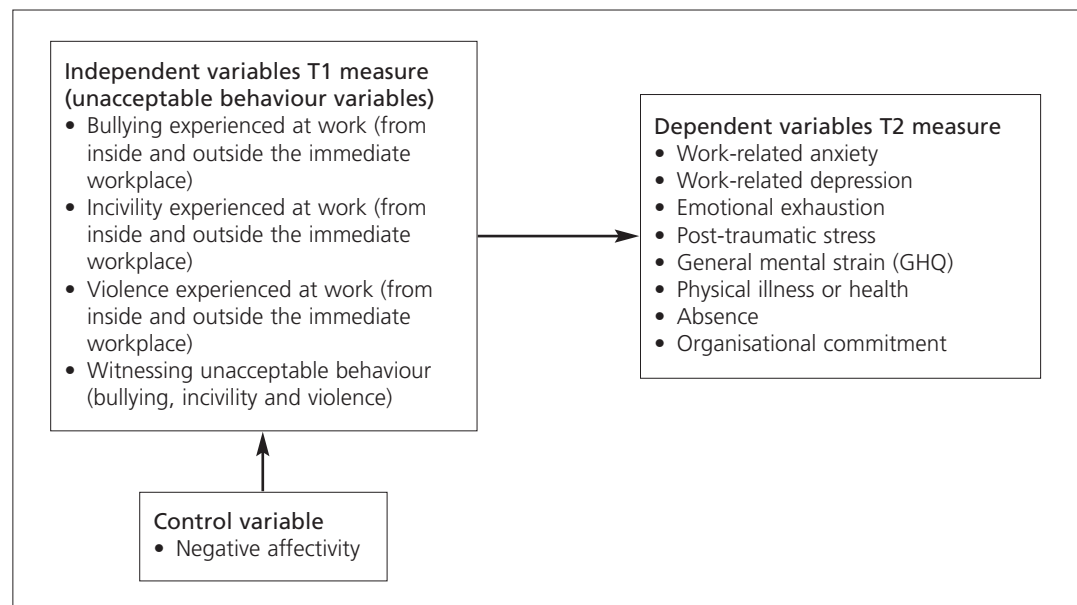 Independent variables T1 measure
(unacceptable behaviour variables)
• Bullying experienced at work (from
inside and outside the immediate
workplace)
• Incivility experienced at work (from
inside and outside the immediate
workplace)
• Violence experienced at work (from
inside and outside the immediate
workplace)
• Witnessing unacceptable behaviour
(bullying, incivility and violence)
Dependent variables T2 measure
• Work-related anxiety
• Work-related depression
• Emotional exhaustion
• Post-traumatic stress
• General mental strain (GHQ)
• Physical illness or health
• Absence
• Organisational commitment
Control variable
• Negative affectivity